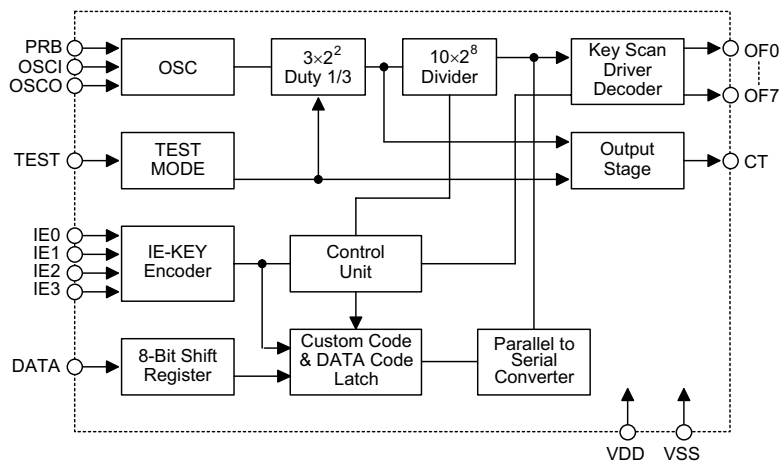 PRB
OSCI
OSCO
OSC
3×2²
Duty 1/3
10×2⁸
Divider
Key Scan
Driver
Decoder
OF0
OF7
TEST
TEST
MODE
Output
Stage
CT
IE0
IE1
IE2
IE3
IE-KEY
Encoder
Control
Unit
DATA
8-Bit Shift
Register
Custom Code
& DATA Code
Latch
Parallel to
Serial
Converter
VDD
VSS